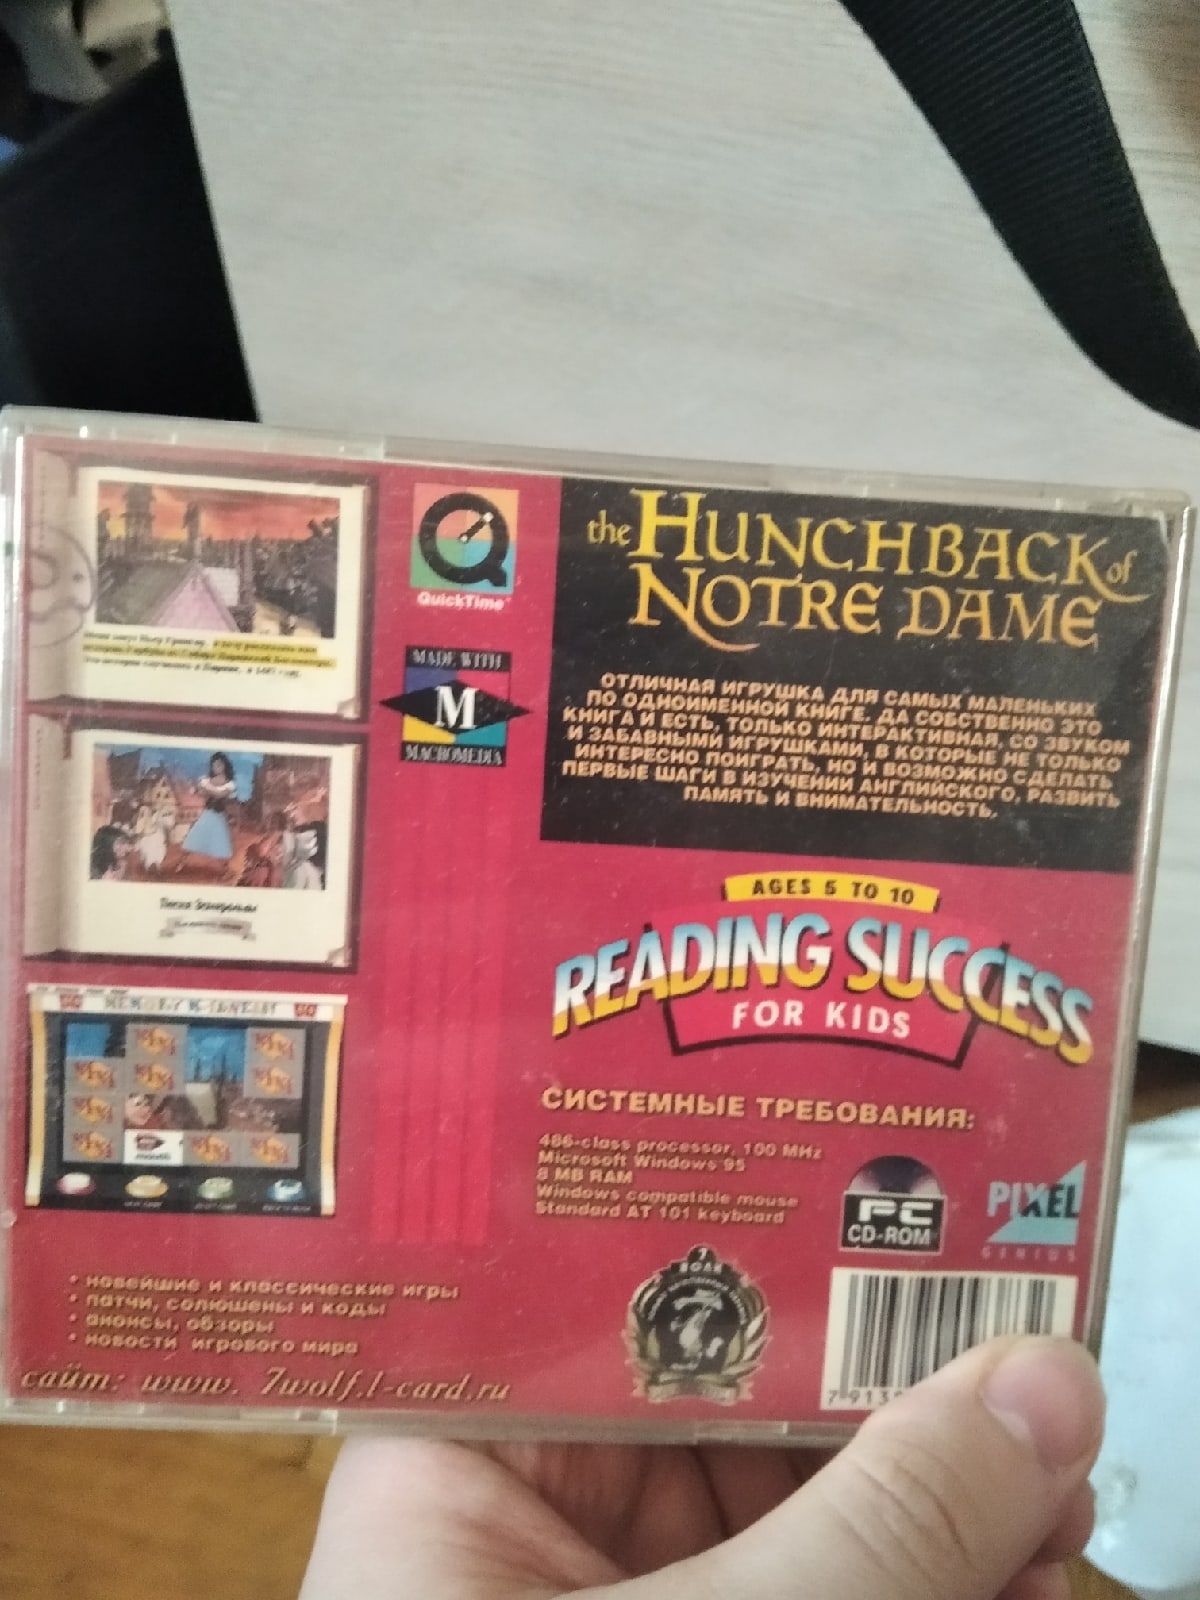 the HUNCHBACK of
NOTRE DAME
ОТЛИЧНАЯ ИГРУШКА ДЛЯ САМЫХ МАЛЕНЬКИХ
ПО ОДНОИМЕННОЙ КНИГЕ. ДА СОБСТВЕННО ЭТО
КНИГА И ЕСТЬ, ТОЛЬКО ИНТЕРАКТИВНАЯ, СО ЗВУКОМ
И ЗАБАВНЫМИ ИГРУШКАМИ, В КОТОРЫЕ НЕ ТОЛЬКО
ИНТЕРЕСНО ПОИГРАТЬ, НО И ВОЗМОЖНО СДЕЛАТЬ
ПЕРВЫЕ ШАГИ В ИЗУЧЕНИИ АНГЛИЙСКОГО, РАЗВИТЬ
ПАМЯТЬ И ВНИМАТЕЛЬНОСТЬ.
QuickTime
MADE WITH
M
MACROMEDIA
AGES 5 TO 10
READING SUCCESS
FOR KIDS
СИСТЕМНЫЕ ТРЕБОВАНИЯ:
486-class processor, 100 MHz
Microsoft Windows 95
8 MB RAM
Windows compatible mouse
Standard AT 101 keyboard
PC
CD-ROM
PIXEL
GENIUS
7
• новейшие и классические игры
• патчи, солюшены и коды
• анонсы, обзоры
• новости игрового мира
сайт: www. 7wolf.l-card.ru
7 913